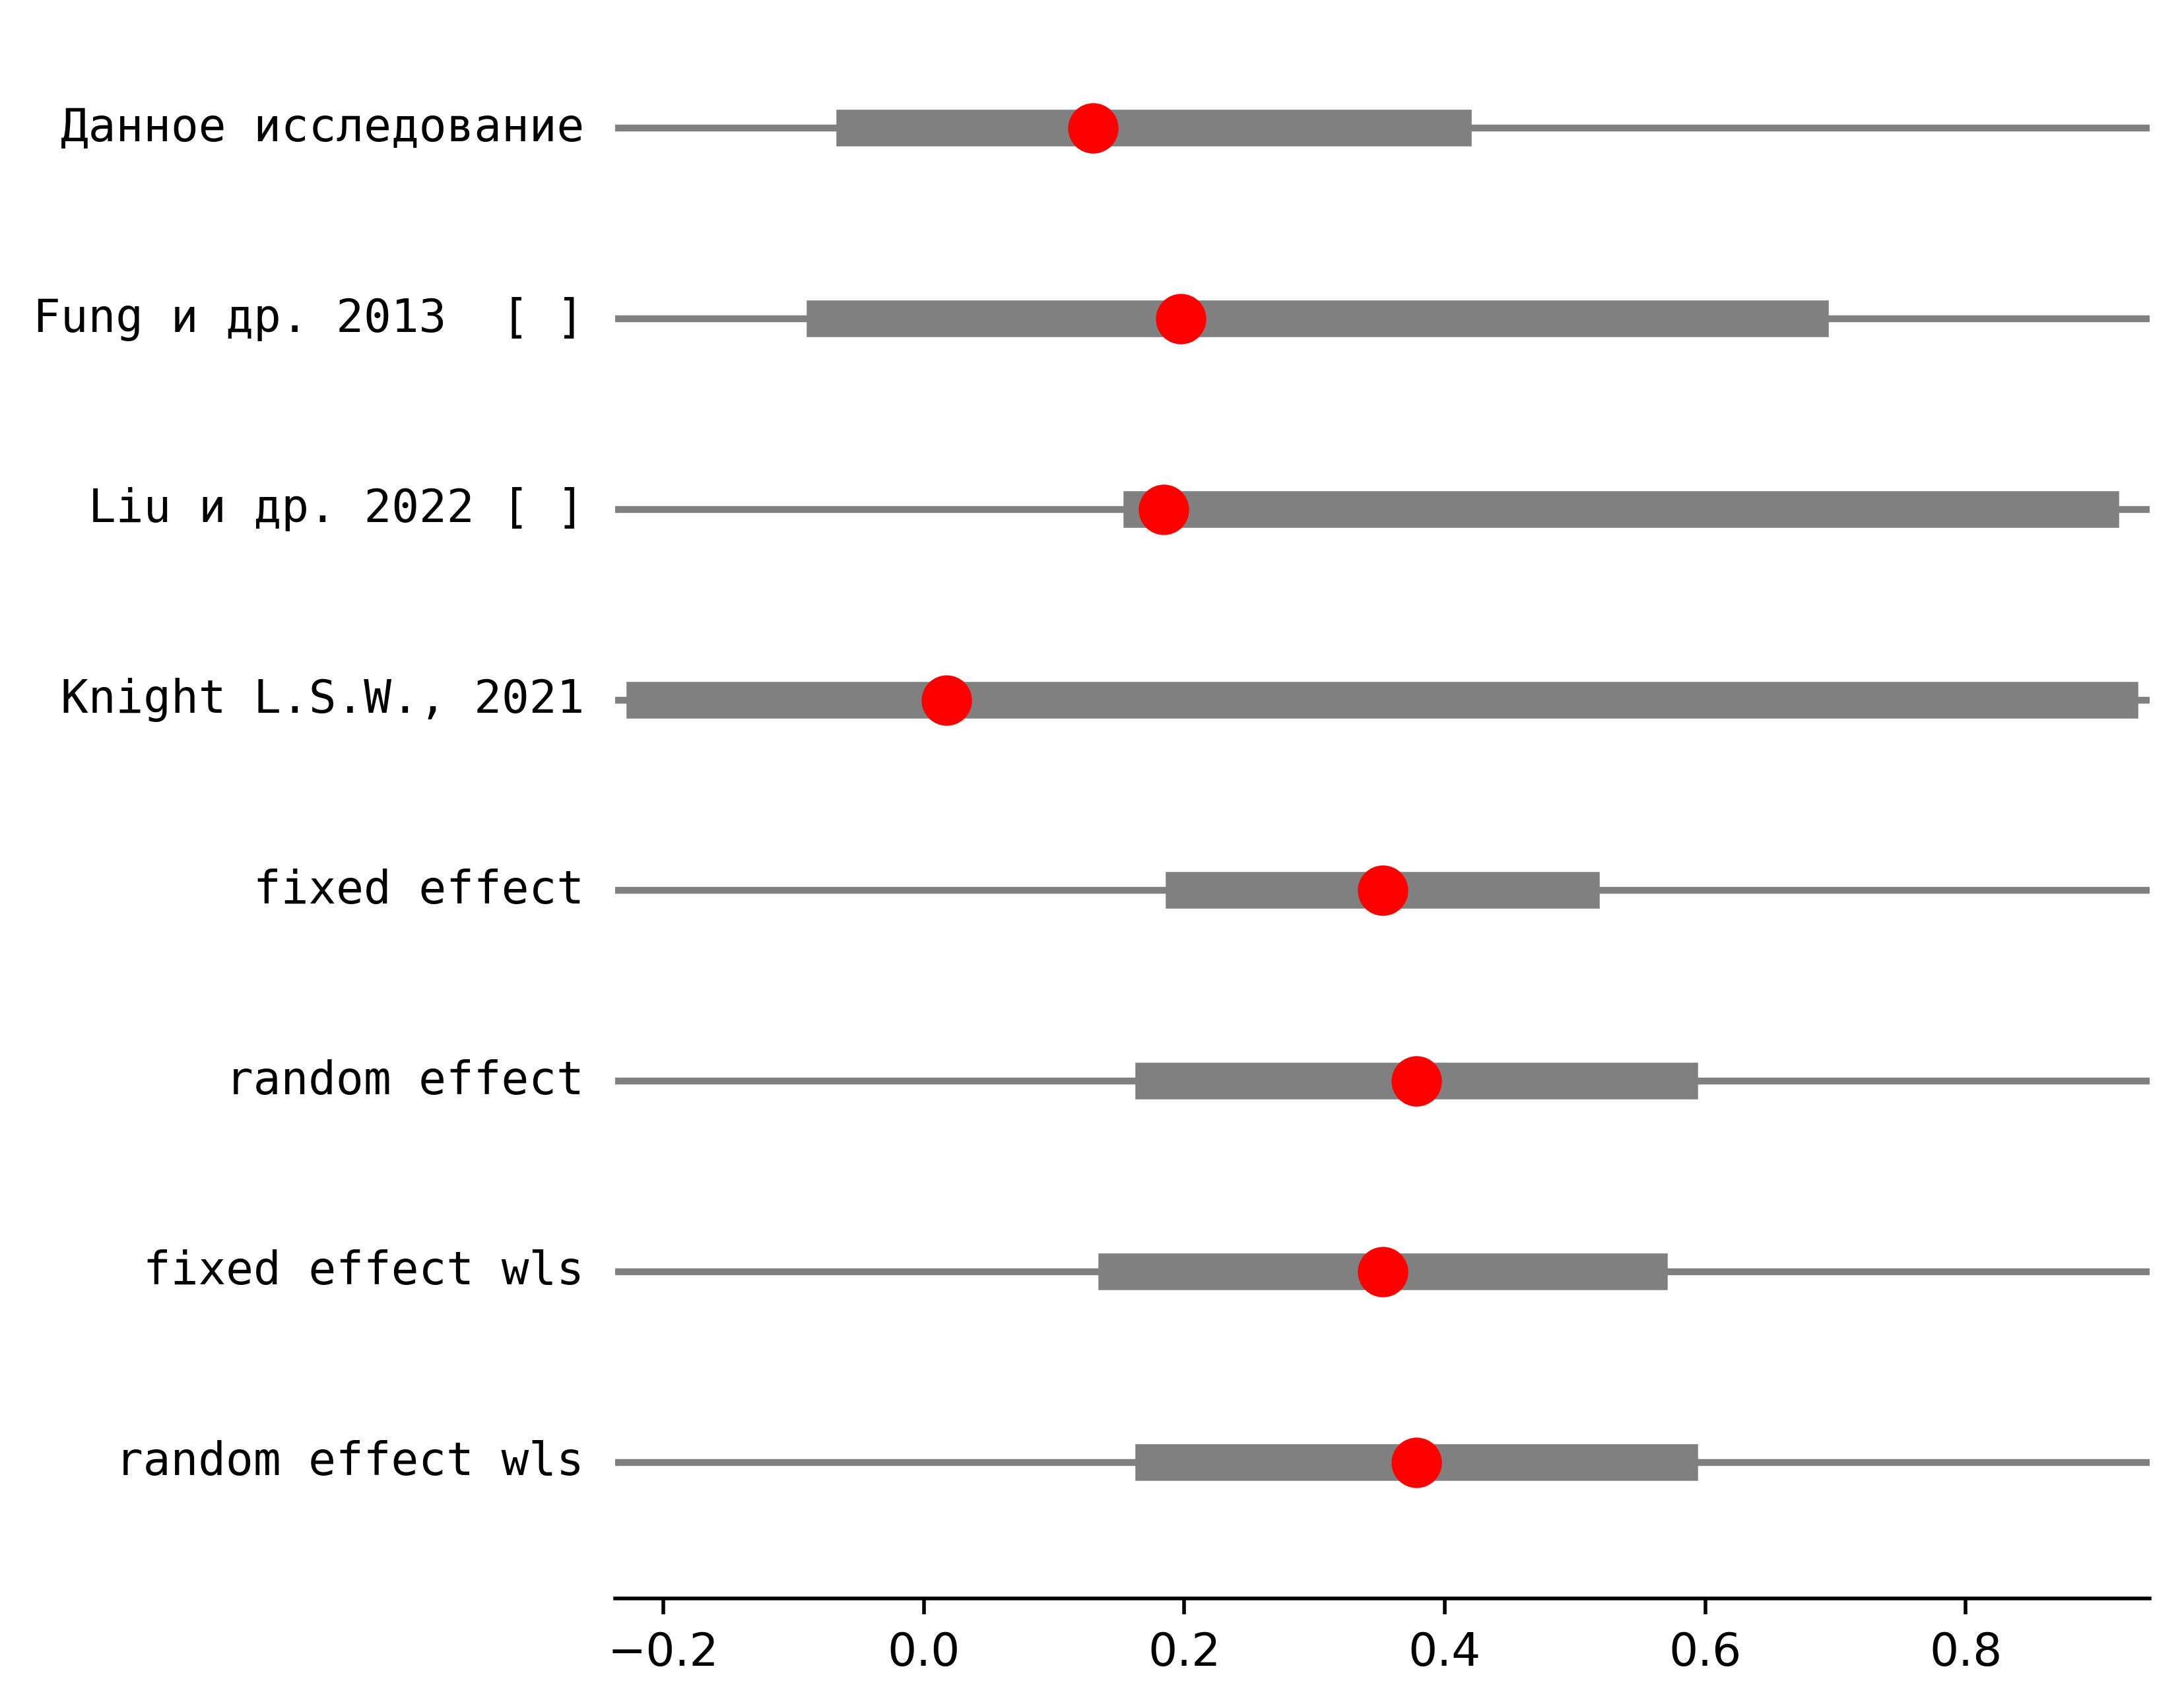 Данное исследование
Fung и др. 2013  [ ]
Liu и др. 2022 [ ]
Knight L.S.W., 2021
fixed effect
random effect
fixed effect wls
random effect wls
−0.2 0.0 0.2 0.4 0.6 0.8